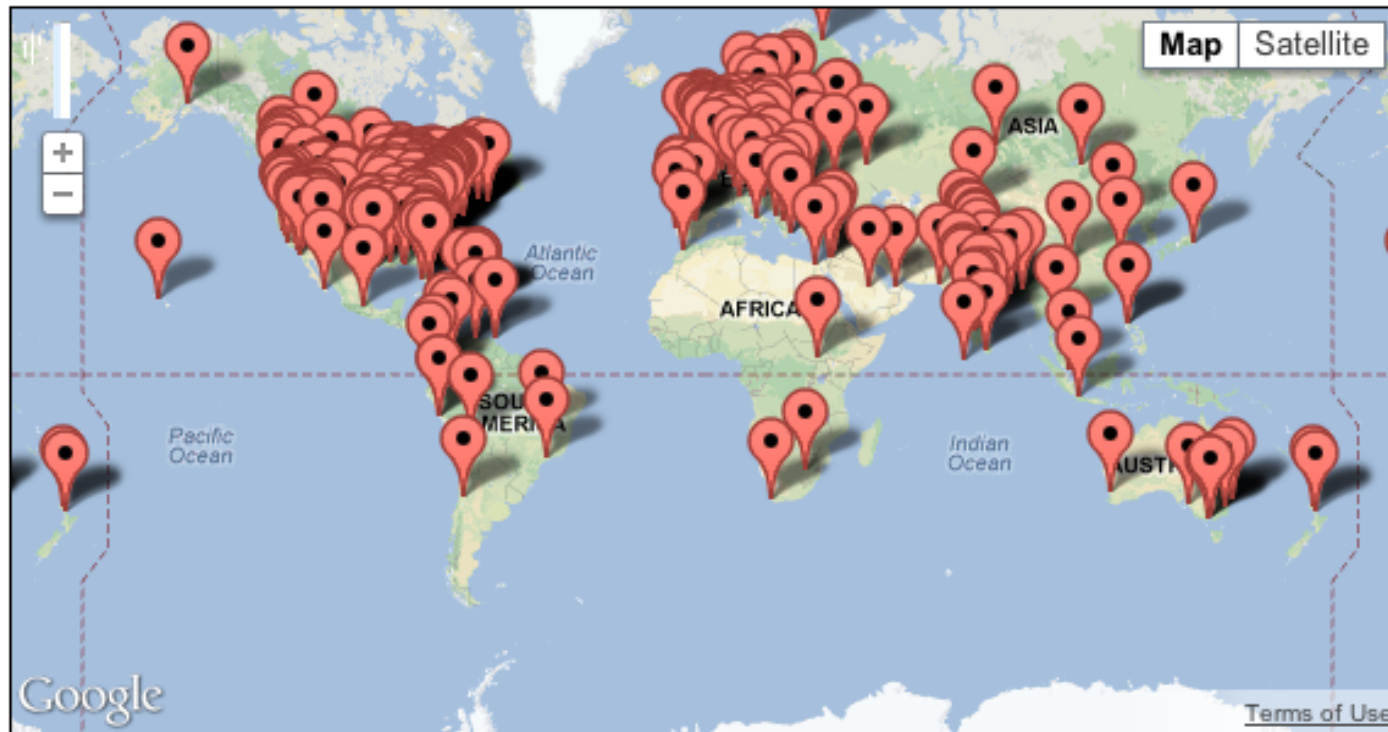 Map
Satellite
ASIA
+
−
Atlantic
Ocean
AFRICA
Pacific
Ocean
Indian
Ocean
Google
Terms of Use